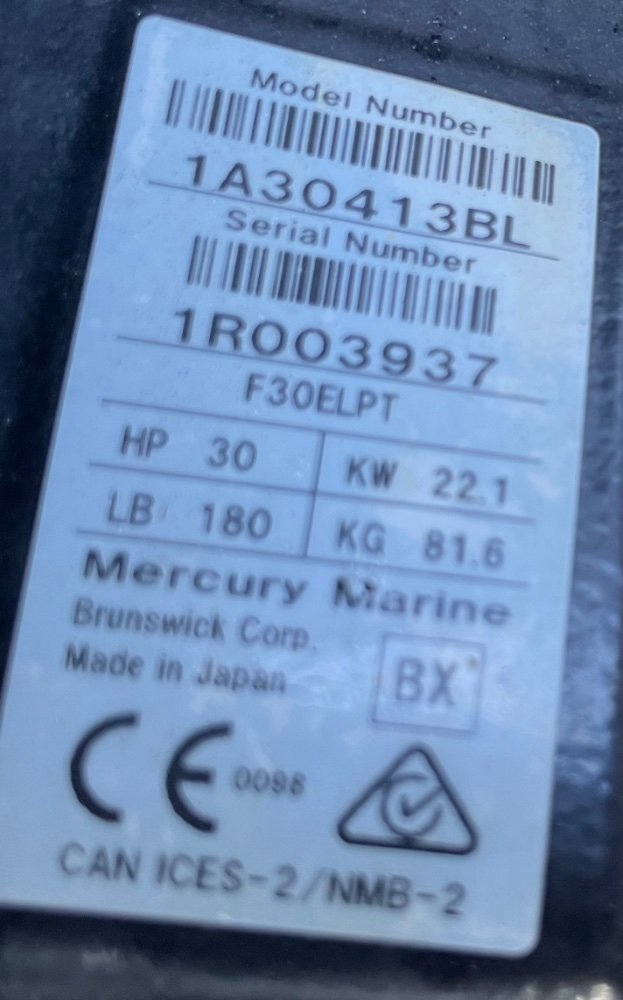 Model Number
1A30413BL
Serial Number
1R003937
F30ELPT
HP 30 KW 22.1
LB 180 KG 81.6
Mercury Marine
Brunswick Corp.
Made in Japan
BX
CE 0098
CAN ICES-2/NMB-2